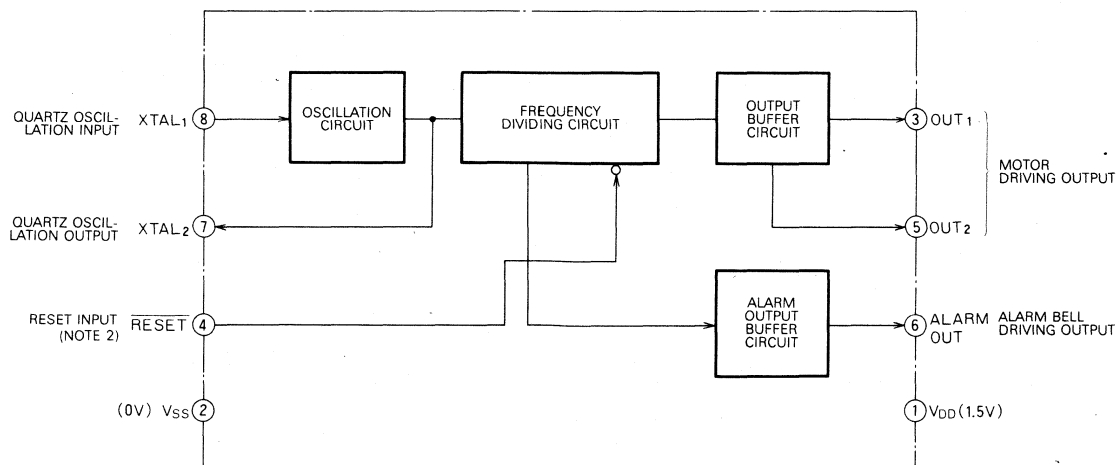 OSCILLATION
CIRCUIT
FREQUENCY
DIVIDING CIRCUIT
OUTPUT
BUFFER
CIRCUIT
QUARTZ OSCIL-
LATION INPUT
XTAL1
8
3
OUT1
MOTOR
DRIVING OUTPUT
QUARTZ OSCIL-
LATION OUTPUT
XTAL2
7
5
OUT2
RESET INPUT
(NOTE 2)
RESET
4
ALARM
OUTPUT
BUFFER
CIRCUIT
6
ALARM
OUT
ALARM BELL
DRIVING OUTPUT
(0V) VSS
2
1
VDD(1.5V)